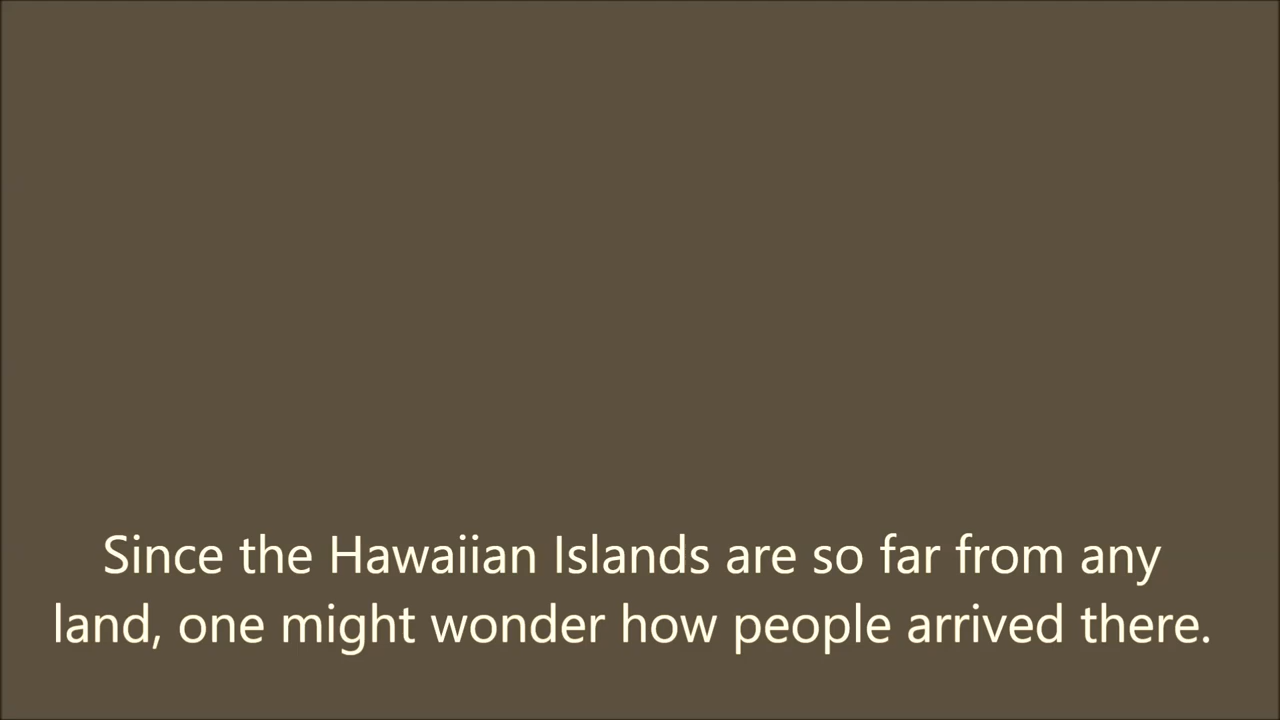 Since the Hawaiian Islands are so far from any
land, one might wonder how people arrived there.